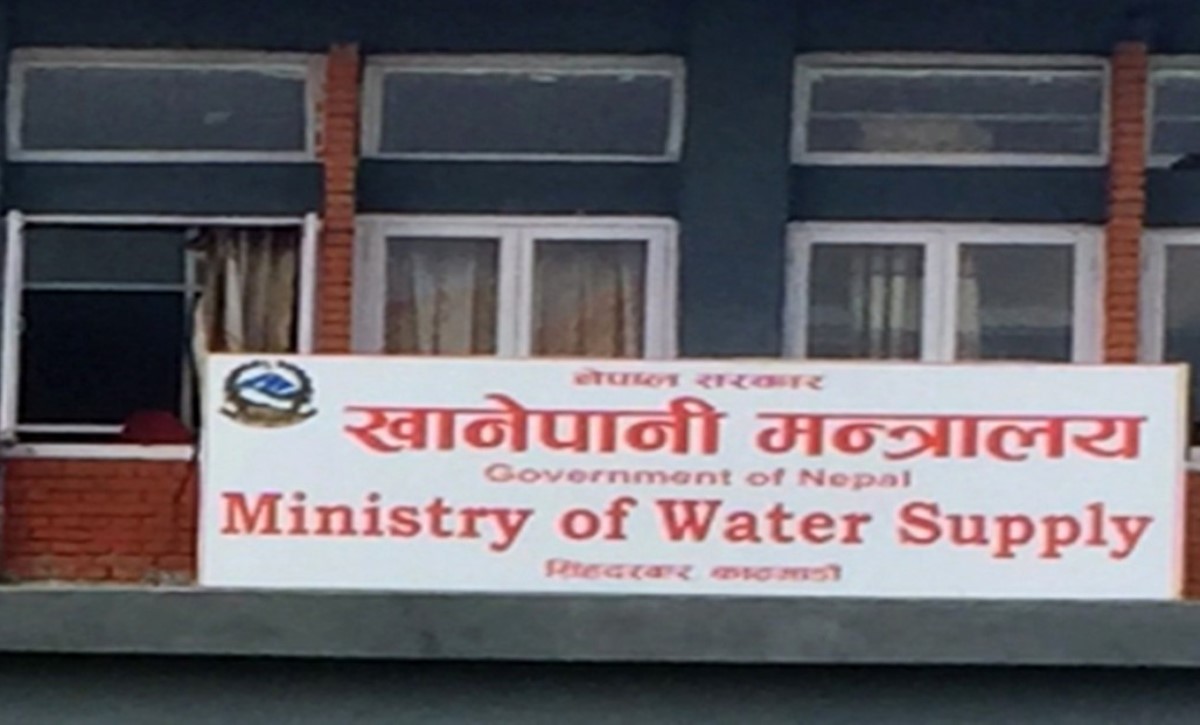 नेपाल सरकार
खानेपानी मन्त्रालय
Government of Nepal
Ministry of Water Supply
सिंहदरबार काठमाडौं